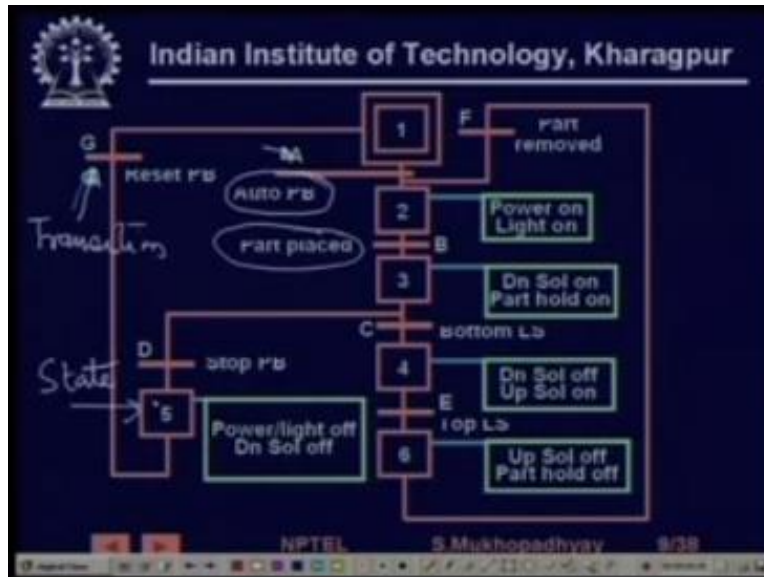 Indian Institute of Technology, Kharagpur
1
F
Part removed
G
A
Reset PB
Auto PB
2
Power on
Light on
Transition
Part placed
B
3
Dn Sol on
Part hold on
C
Bottom LS
D
Stop PB
State
4
Dn Sol off
Up Sol on
5
Power/light off
Dn Sol off
E
Top LS
6
Up Sol off
Part hold off
NPTEL
S.Mukhopadhyay
9/38